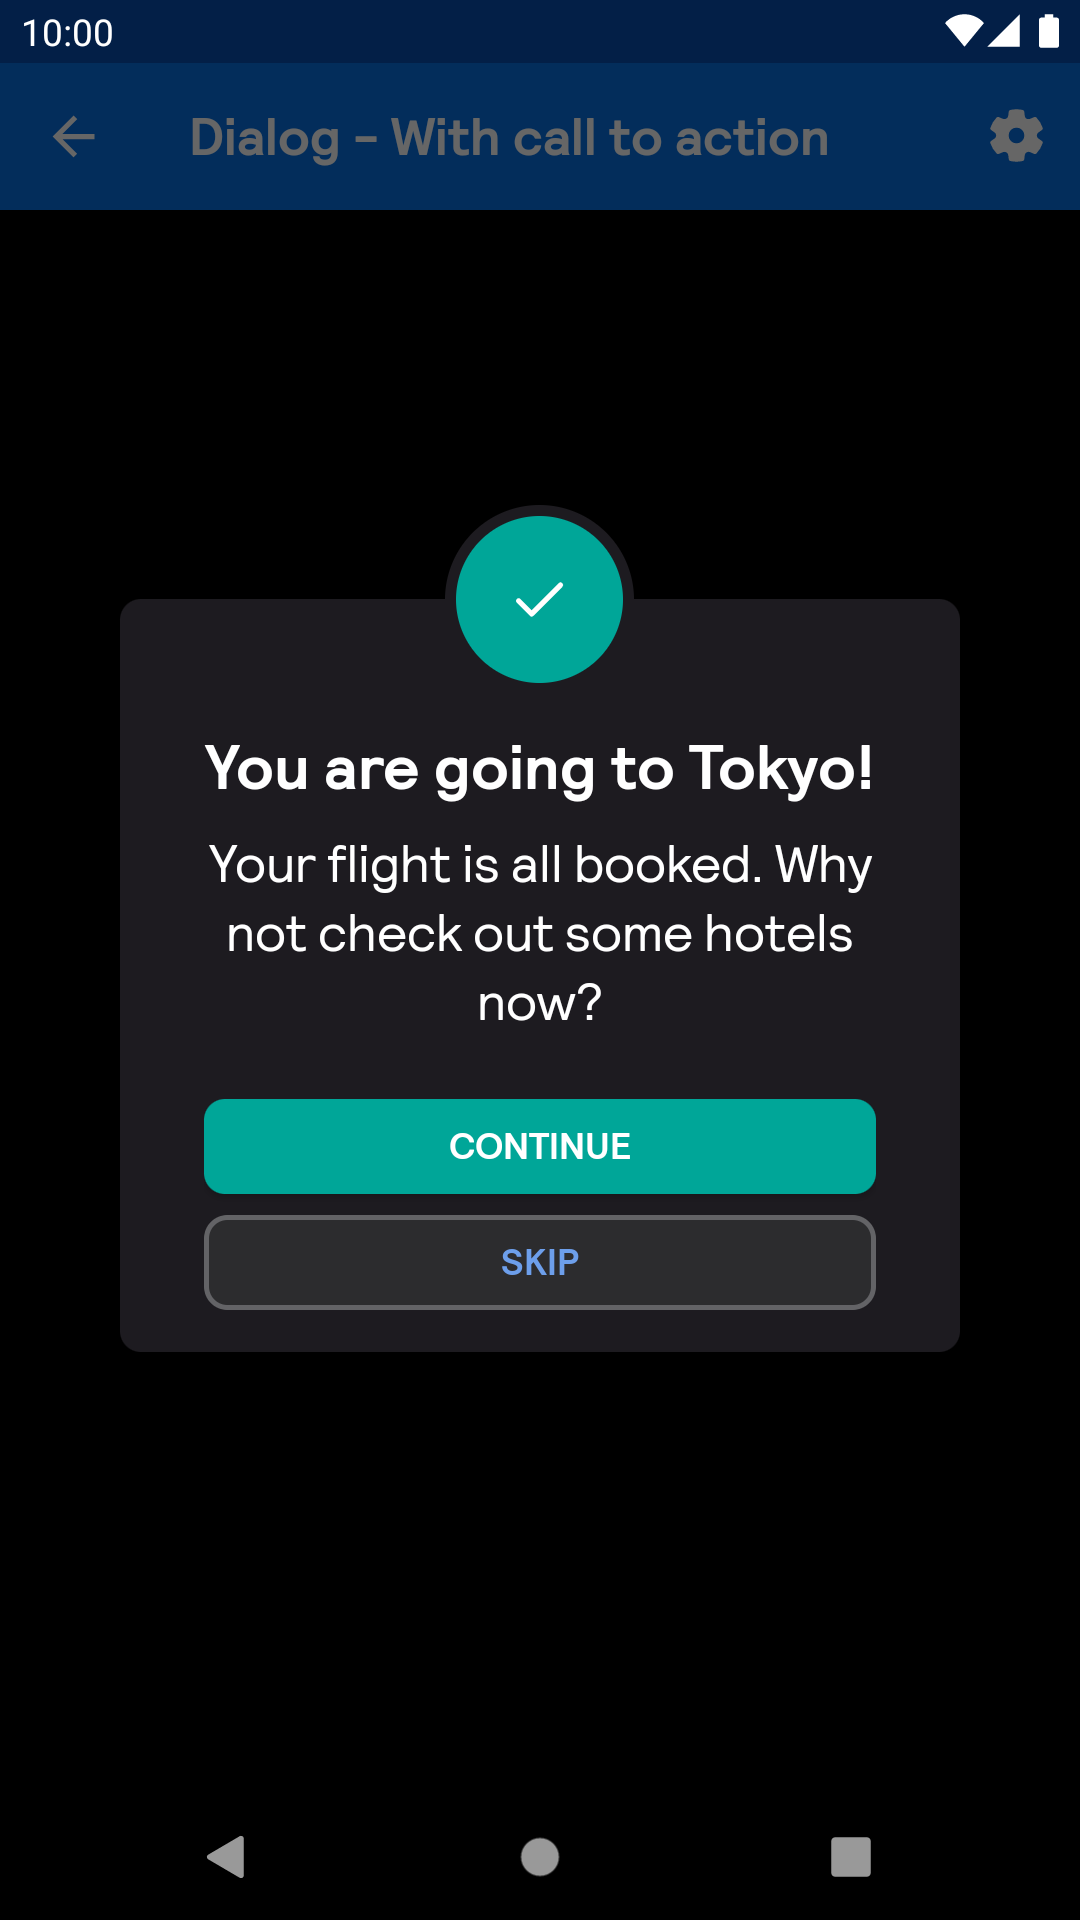 10:00
Dialog - With call to action
You are going to Tokyo!
Your flight is all booked. Why
not check out some hotels
now?
CONTINUE
SKIP